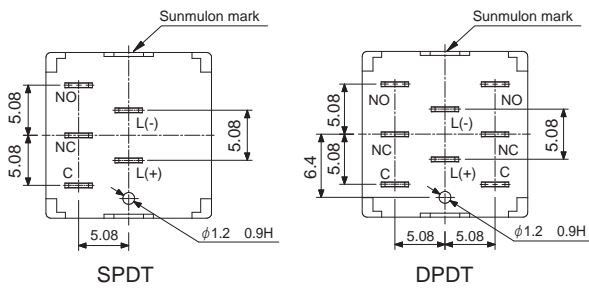 Sunmulon mark
NO
L(-)
NC
L(+)
C
5.08
5.08
5.08
5.08
φ1.2 0.9H
SPDT
Sunmulon mark
NO
NO
L(-)
NC
NC
L(+)
C
C
5.08
5.08
6.4
5.08
5.08
5.08
φ1.2 0.9H
DPDT